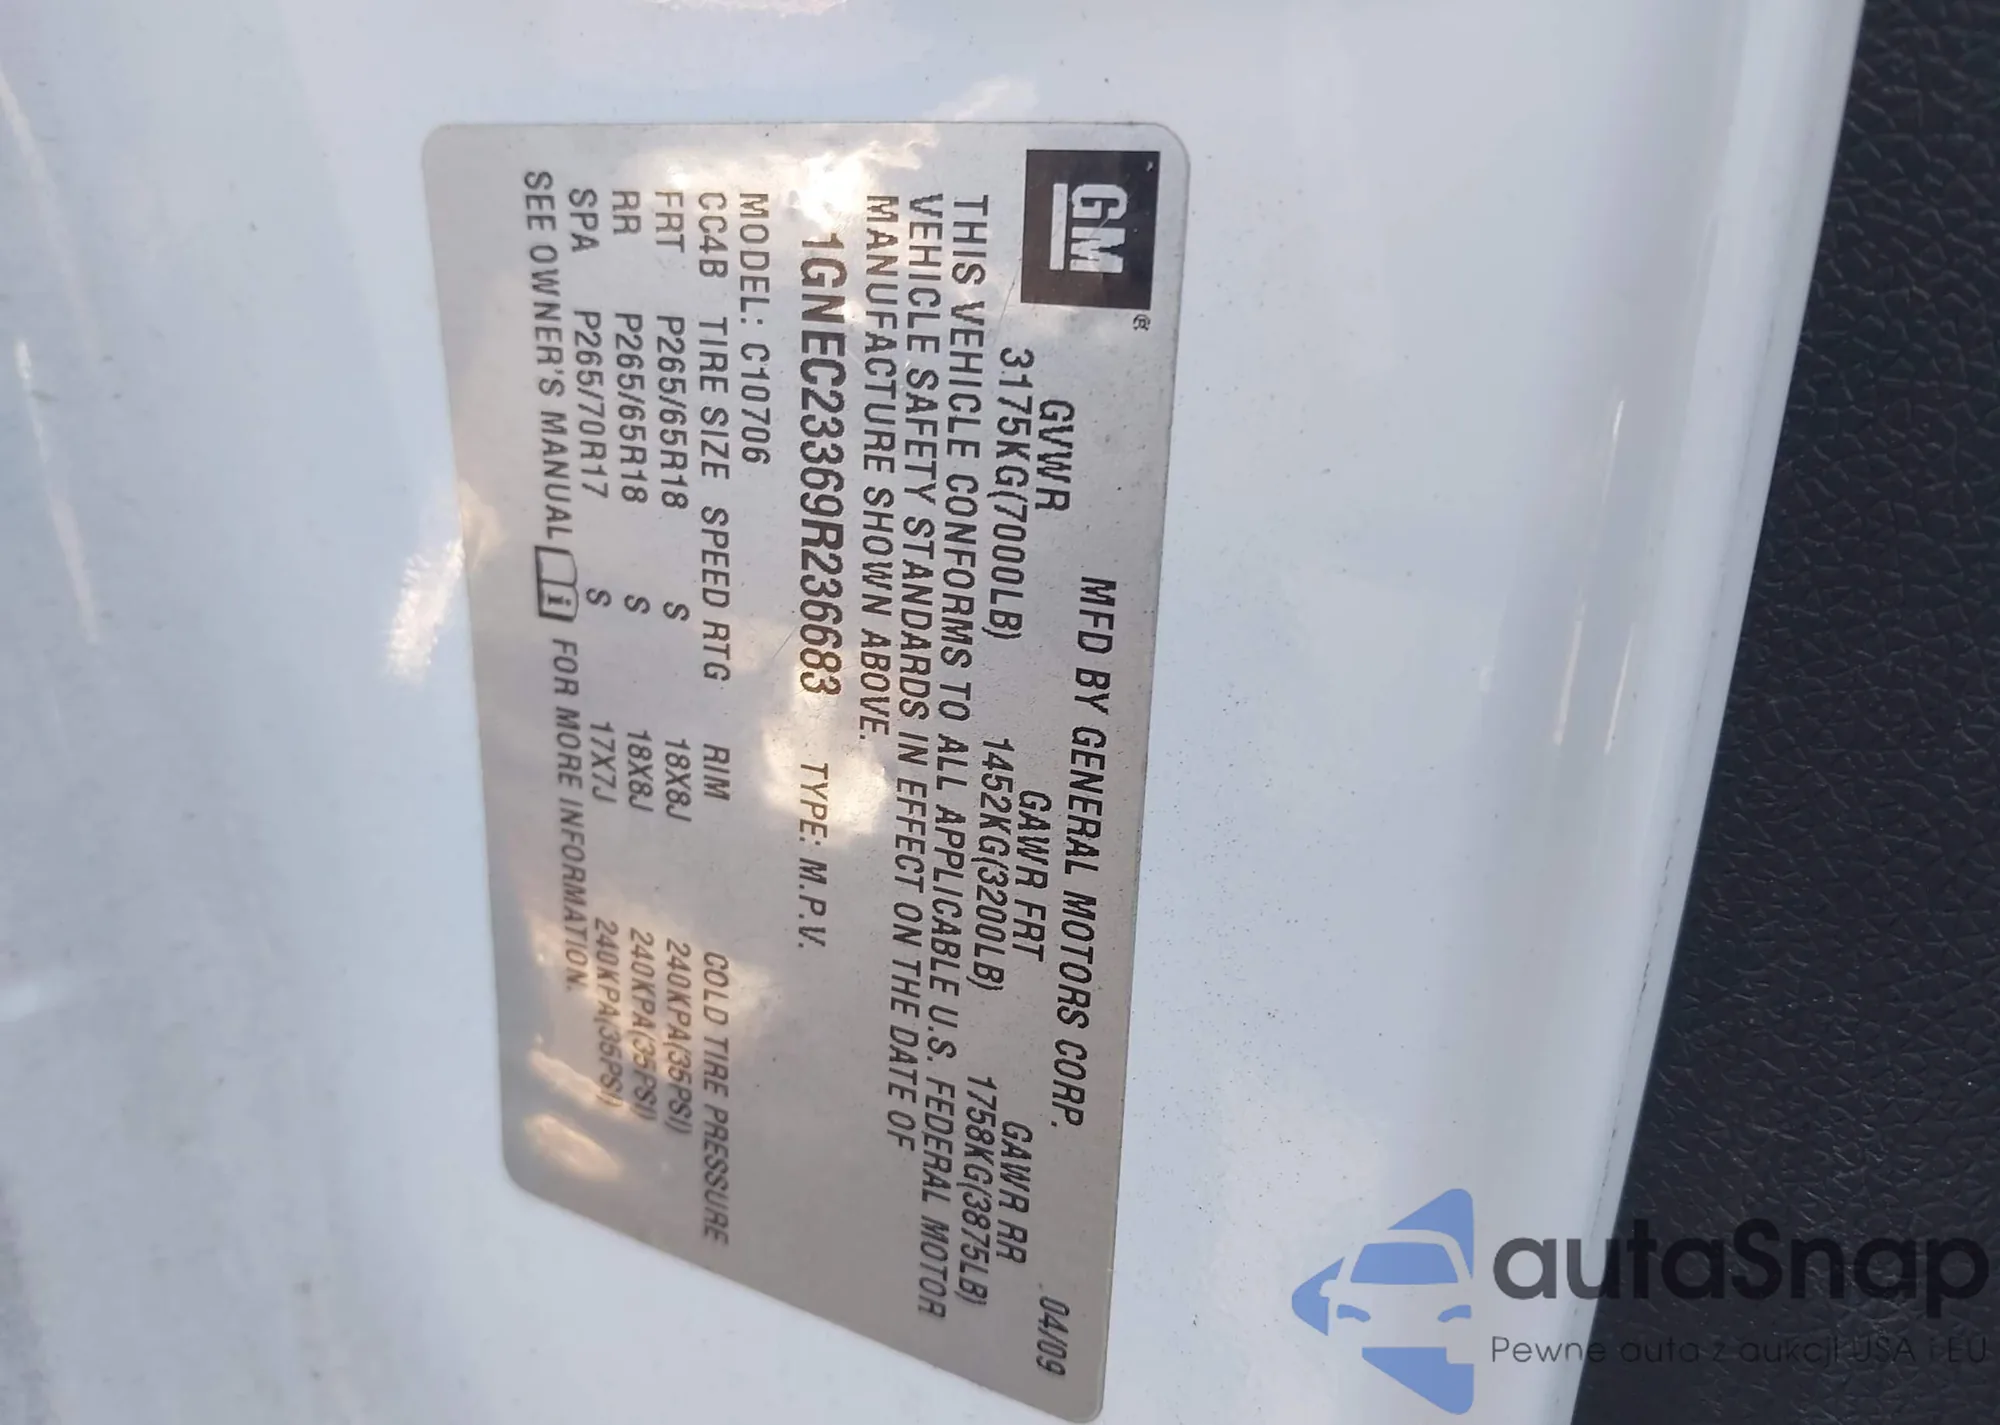 GM ®
MFD BY GENERAL MOTORS CORP. 04/09
GVWR GAWR FRT GAWR RR
3175KG(7000LB) 1452KG(3200LB) 1758KG(3875LB)
THIS VEHICLE CONFORMS TO ALL APPLICABLE U.S. FEDERAL MOTOR
VEHICLE SAFETY STANDARDS IN EFFECT ON THE DATE OF
MANUFACTURE SHOWN ABOVE.
1GNEC23369R236683 TYPE: M.P.V.
MODEL: C10706
CC4B TIRE SIZE SPEED RTG RIM COLD TIRE PRESSURE
FRT P265/65R18 S 18X8J 240KPA(35PSI)
RR P265/65R18 S 18X8J 240KPA(35PSI)
SPA P265/70R17 S 17X7J 240KPA(35PSI)
SEE OWNER'S MANUAL i FOR MORE INFORMATION.
autaSnap
Pewne auta z aukcji USA i EU